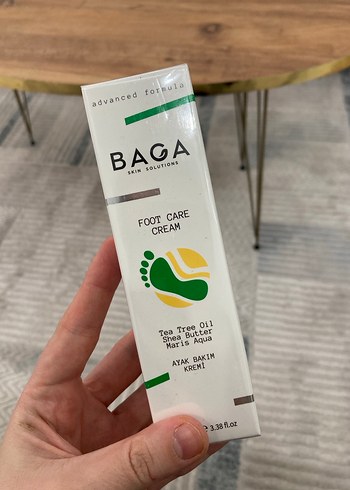 advanced formula
BAGA
SKIN SOLUTIONS
FOOT CARE
CREAM
Tea Tree Oil
Shea Butter
Maris Aqua
AYAK BAKIM
KREMİ
℮ 3.38 fl.oz